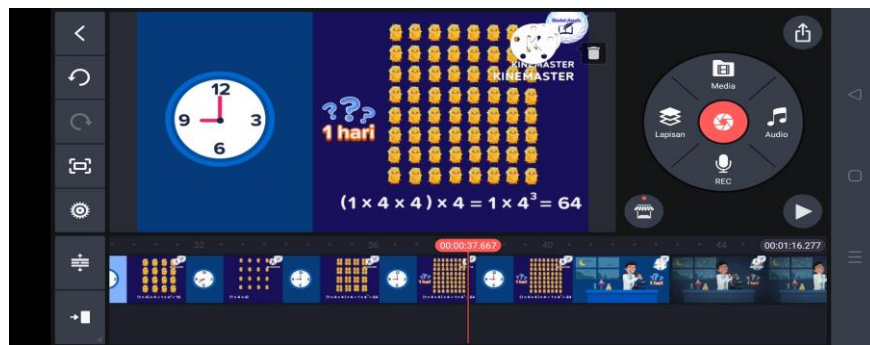 12
9
3
6
???
1 hari
KINEMASTER
KINEMASTER
(1 × 4 × 4) × 4 = 1 × 4³ = 64
Media
Lapisan
Audio
REC
32
36
00:00:37.667
40
44
00:01:16.277